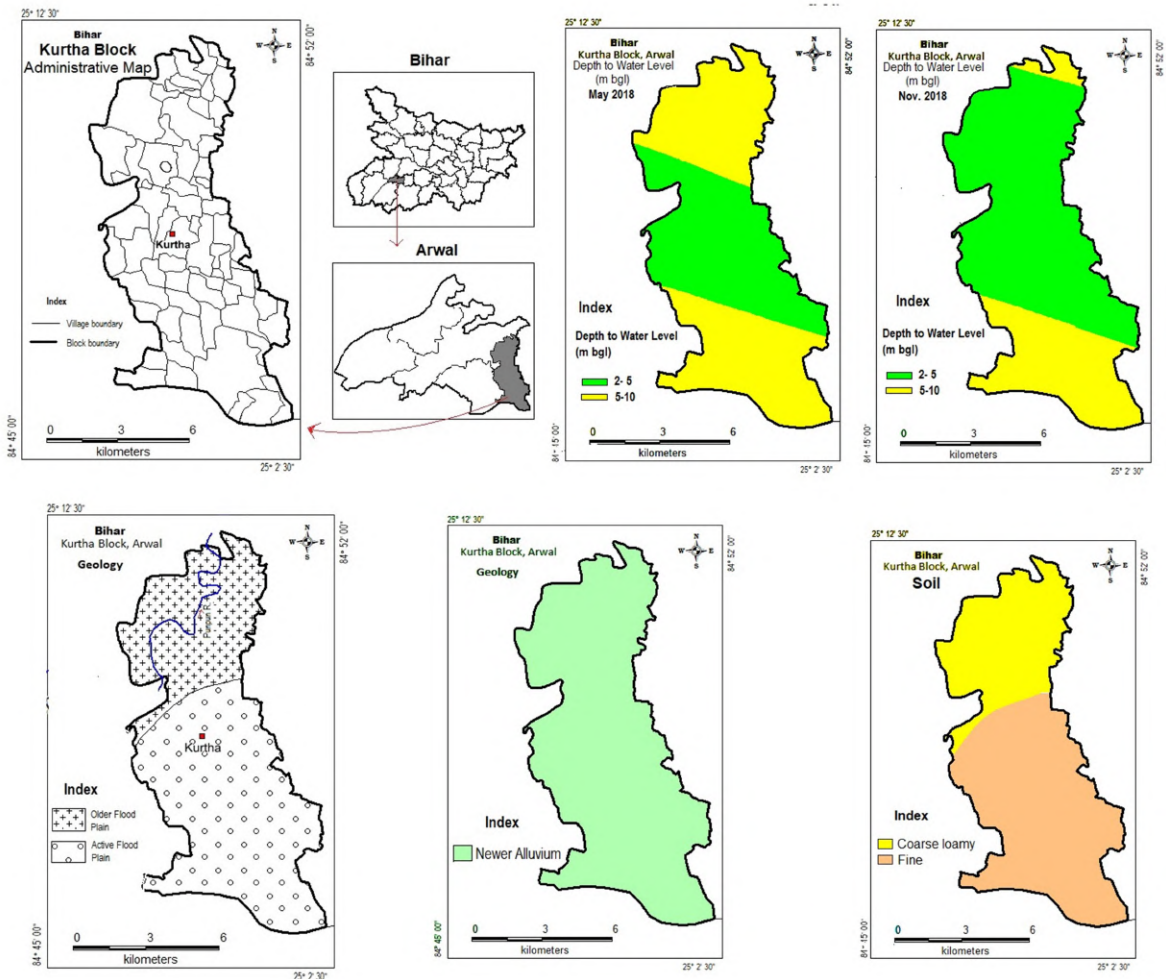 25° 12' 30"
Bihar
Kurtha Block
Administrative Map
N
W E
S
84° 52' 00"
Kurtha
Index
Village boundary
Block boundary
0 3 6
kilometers
84° 45' 00"
25° 2' 30"
Bihar
Arwal
25° 12' 30"
Bihar
Kurtha Block, Arwal
Depth to Water Level
(m bgl)
May 2018
N
W E
S
84° 52' 00"
Index
Depth to Water Level
(m bgl)
2- 5
5-10
0 3 6
kilometers
84° 15' 00"
25° 2' 30"
Bihar
Kurtha Block, Arwal
Depth to Water Level
(m bgl)
Nov. 2018
N
W E
S
84° 52' 00"
Index
Depth to Water Level
(m bgl)
2- 5
5-10
0 3 6
kilometers
84° 15' 00"
25° 2' 30"
25° 12' 30"
Bihar
Kurtha Block, Arwal
Geology
N
W E
S
84° 52' 00"
Punpun R.
Kurtha
Index
Older Flood
Plain
Active Flood
Plain
0 3 6
kilometers
84° 45' 00"
25° 2' 30"
25° 12' 30"
Bihar
Kurtha Block, Arwal
Geology
N
W E
S
84° 52' 00"
Index
Newer Alluvium
0 3 6
kilometers
84° 45' 00"
25° 2' 30"
25° 12' 30"
Bihar
Kurtha Block, Arwal
Soil
N
W E
S
84° 52' 00"
Index
Coarse loamy
Fine
0 3 6
kilometers
84° 15' 00"
25° 2' 30"